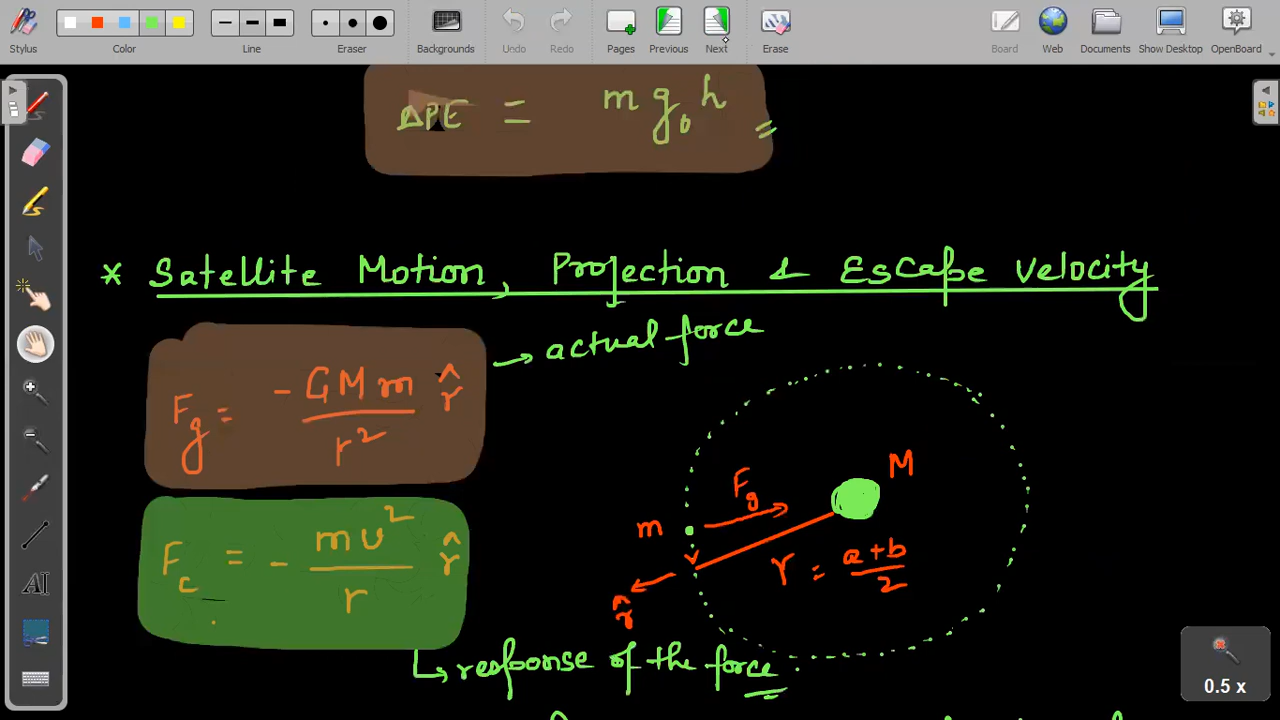 Stylus
Color
Line
Eraser
Backgrounds
Undo
Redo
Pages
Previous
Next
Erase
Board
Web
Documents
Show Desktop
OpenBoard
ΔPE = m g₀ h
* Satellite Motion, Projection & Escape velocity
→ actual force
F_g = - GMm/r² r̂
M
F_g
m
F_c = - mv²/r r̂
r = (a+b)/2
r̂
↳ response of the force
0.5 x